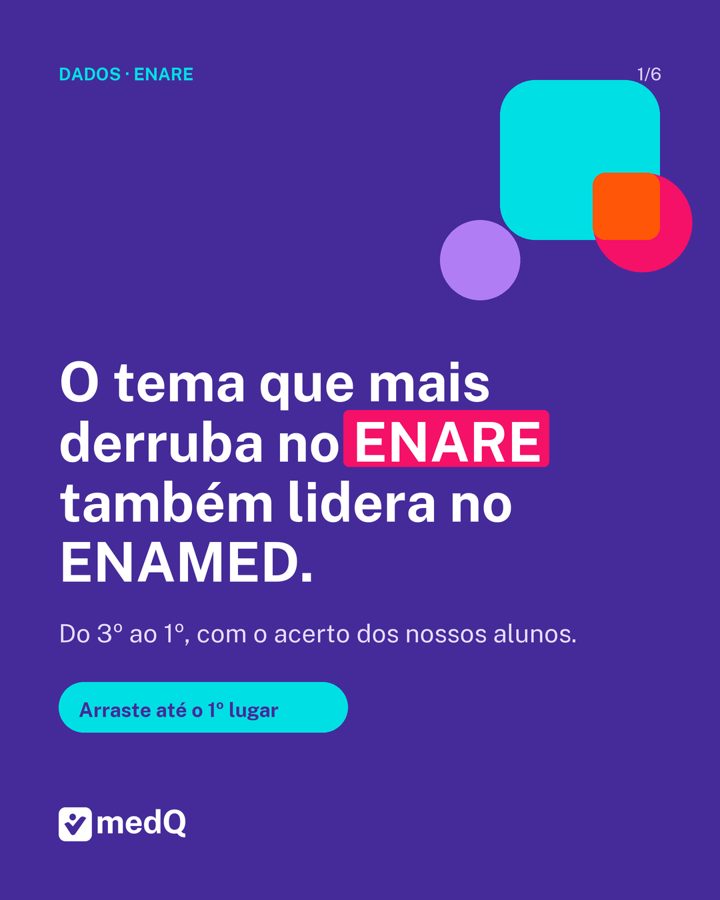 DADOS · ENARE
1/6
O tema que mais
derruba no ENARE
também lidera no
ENAMED.
Do 3º ao 1º, com o acerto dos nossos alunos.
Arraste até o 1º lugar
medQ